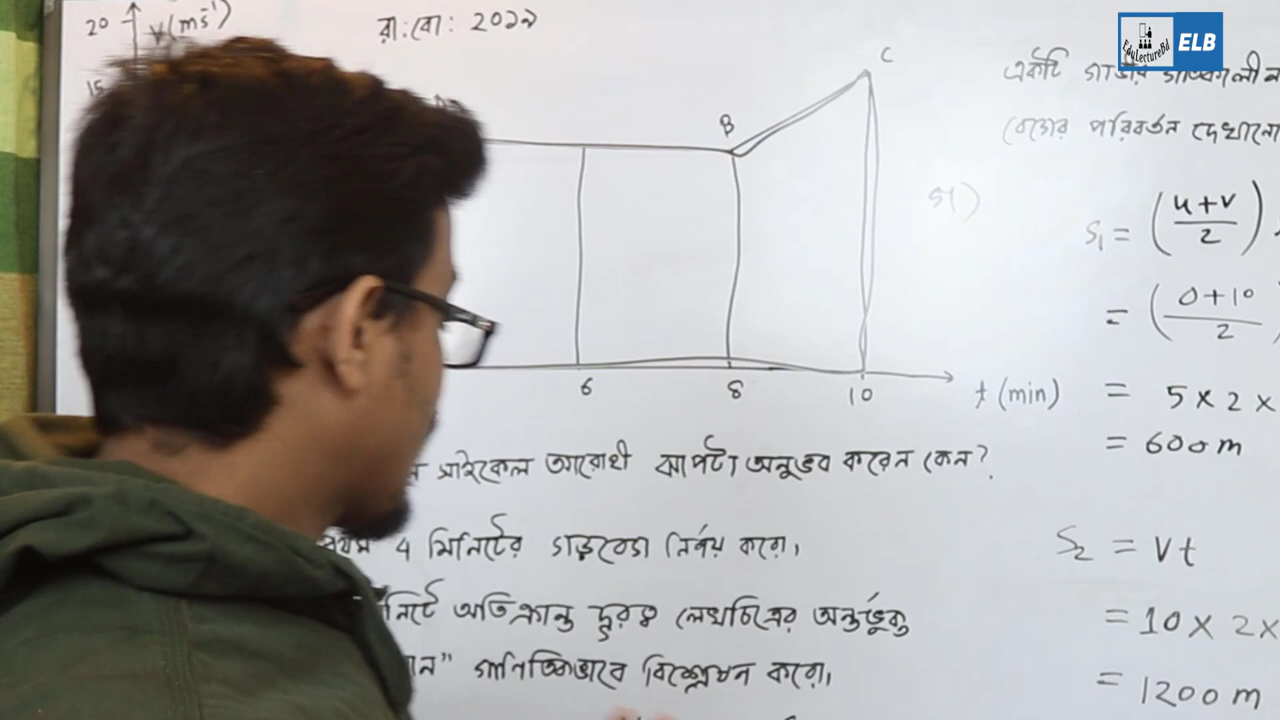 20
v(ms⁻¹)
15
রা:বো: ২০১৯
EduLectureBd
ELB
B
C
6
8
10
t (min)
সাইকেল আরোহী ঝাপটা অনুভব করেন কেন?
প্রথম 4 মিনিটের গড়বেগ নির্ণয় করো।
মিনিটে অতিক্রান্ত দূরত্ব লেখচিত্রের অন্তর্ভুক্ত
গাণিতিকভাবে বিশ্লেষণ করো।
একটি গাড়ির গতিকালীন
বেগের পরিবর্তন দেখানো
গ)
S₁ = (u+v/2)
= (0+10/2)
= 5 x 2 x
= 600 m
S₂ = vt
= 10 x 2 x
= 1200 m